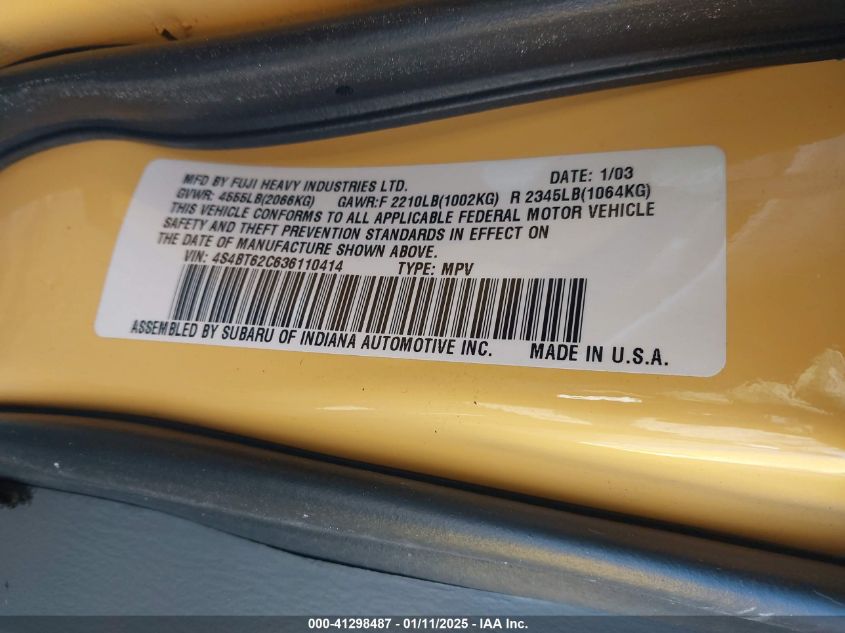 MFD BY FUJI HEAVY INDUSTRIES LTD. DATE: 1/03
GVWR: 4555LB(2066KG) GAWR:F 2210LB(1002KG) R 2345LB(1064KG)
THIS VEHICLE CONFORMS TO ALL APPLICABLE FEDERAL MOTOR VEHICLE
SAFETY AND THEFT PREVENTION STANDARDS IN EFFECT ON
THE DATE OF MANUFACTURE SHOWN ABOVE.
VIN: 4S4BT62C636110414 TYPE: MPV
ASSEMBLED BY SUBARU OF INDIANA AUTOMOTIVE INC. MADE IN U.S.A.
000-41298487 - 01/11/2025 - IAA Inc.